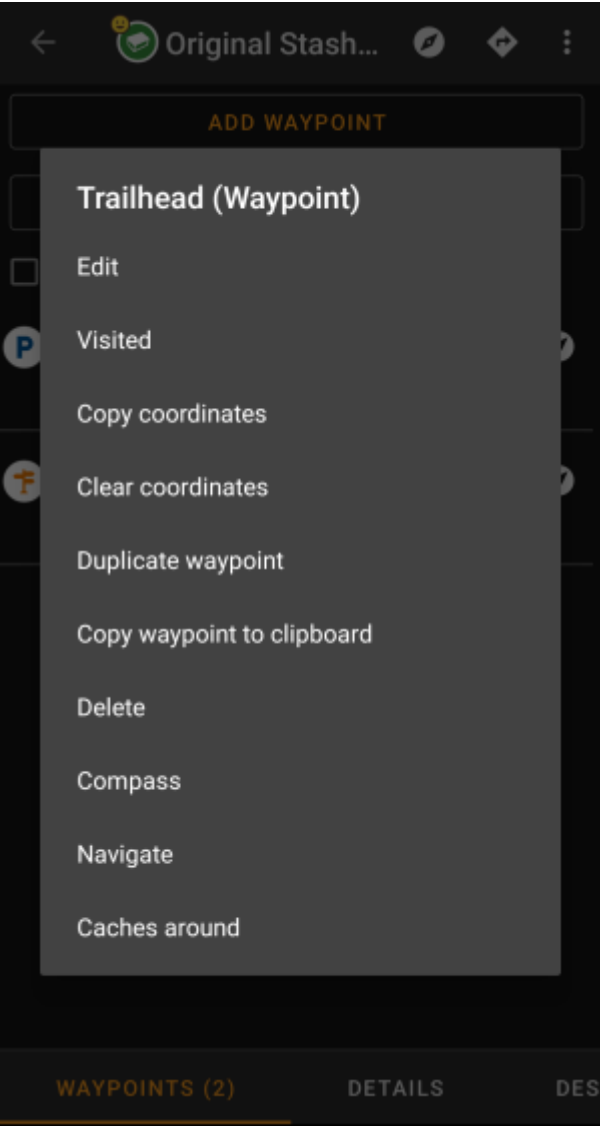 Original Stash...
ADD WAYPOINT
Trailhead (Waypoint)
Edit
Visited
P
Copy coordinates
Clear coordinates
Duplicate waypoint
Copy waypoint to clipboard
Delete
Compass
Navigate
Caches around
WAYPOINTS (2)
DETAILS
DES